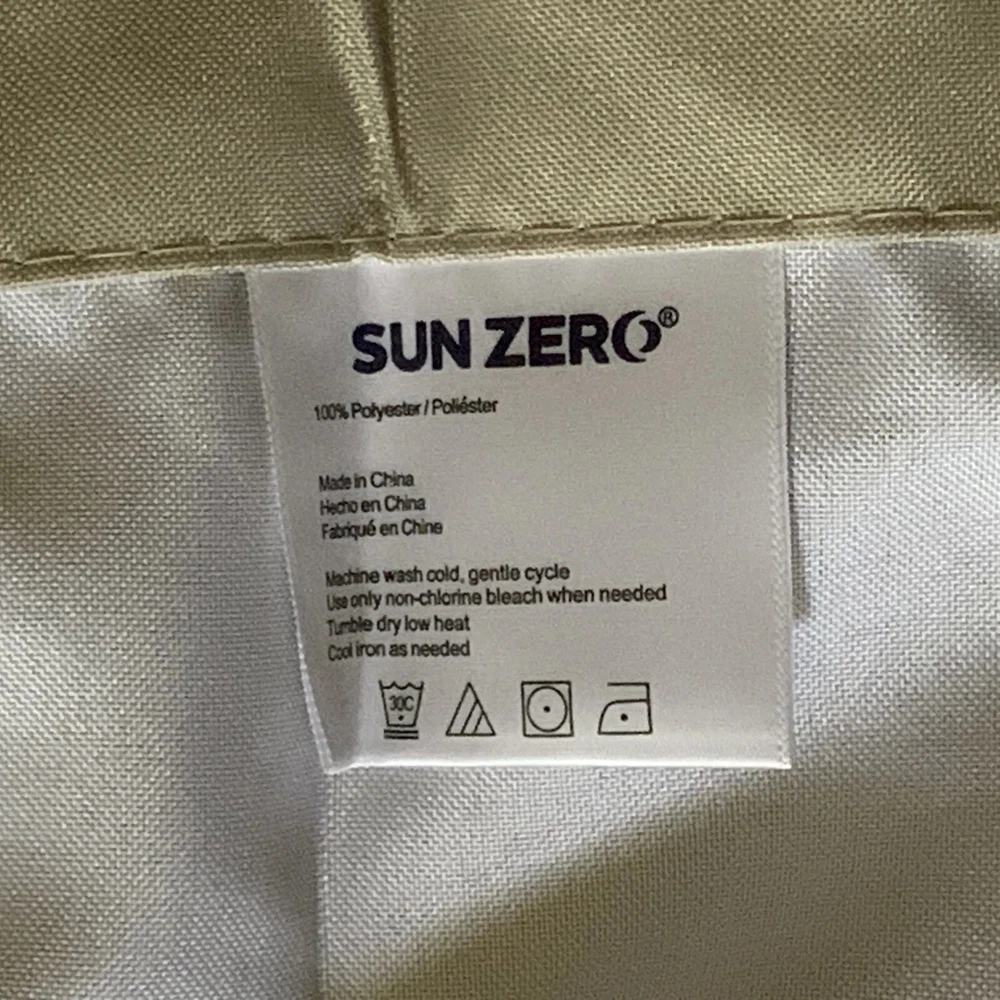 SUN ZERO®
100% Polyester / Poliéster
Made in China
Hecho en China
Fabriqué en Chine
Machine wash cold, gentle cycle
Use only non-chlorine bleach when needed
Tumble dry low heat
Cool iron as needed
30C